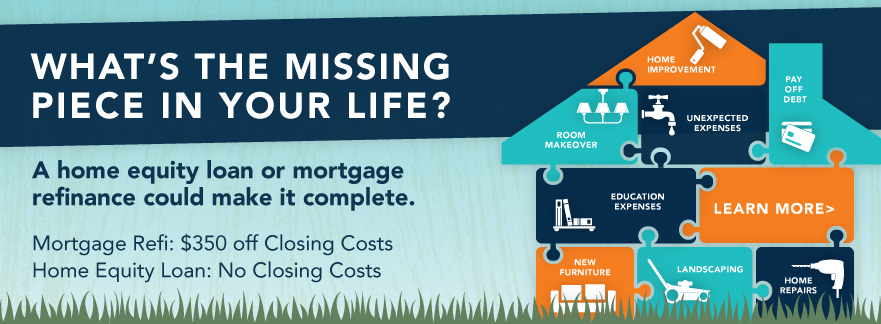 WHAT'S THE MISSING
PIECE IN YOUR LIFE?
A home equity loan or mortgage
refinance could make it complete.
Mortgage Refi: $350 off Closing Costs
Home Equity Loan: No Closing Costs
HOME
IMPROVEMENT
PAY
OFF
DEBT
ROOM
MAKEOVER
UNEXPECTED
EXPENSES
EDUCATION
EXPENSES
LEARN MORE>
NEW
FURNITURE
LANDSCAPING
HOME
REPAIRS